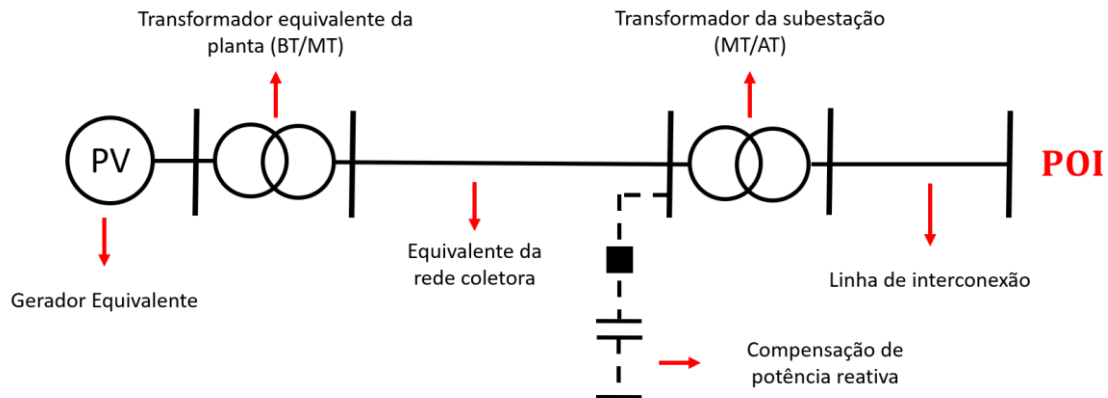 Transformador equivalente da
planta (BT/MT)
Transformador da subestação
(MT/AT)
PV
POI
Gerador Equivalente
Equivalente da
rede coletora
Linha de interconexão
Compensação de
potência reativa